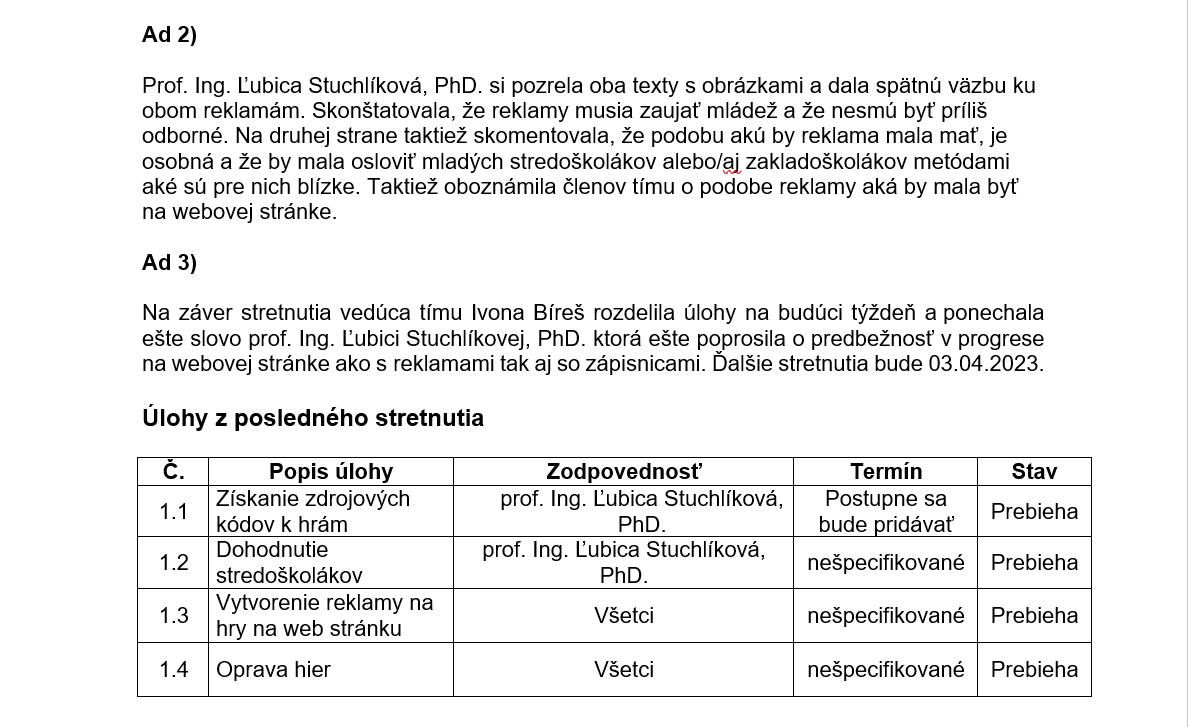 Ad 2)
Prof. Ing. Ľubica Stuchlíková, PhD. si pozrela oba texty s obrázkami a dala spätnú väzbu ku
obom reklamám. Skonštatovala, že reklamy musia zaujať mládež a že nesmú byť príliš
odborné. Na druhej strane taktiež skomentovala, že podobu akú by reklama mala mať, je
osobná a že by mala osloviť mladých stredoškolákov alebo/aj zakladoškolákov metódami
aké sú pre nich blízke. Taktiež oboznámila členov tímu o podobe reklamy aká by mala byť
na webovej stránke.
Ad 3)
Na záver stretnutia vedúca tímu Ivona Bíreš rozdelila úlohy na budúci týždeň a ponechala
ešte slovo prof. Ing. Ľubici Stuchlíkovej, PhD. ktorá ešte poprosila o predbežnosť v progrese
na webovej stránke ako s reklamami tak aj so zápisnicami. Ďalšie stretnutia bude 03.04.2023.
Úlohy z posledného stretnutia
Č. Popis úlohy Zodpovednosť Termín Stav
1.1 Získanie zdrojových kódov k hrám prof. Ing. Ľubica Stuchlíková, PhD. Postupne sa bude pridávať Prebieha
1.2 Dohodnutie stredoškolákov prof. Ing. Ľubica Stuchlíková, PhD. nešpecifikované Prebieha
1.3 Vytvorenie reklamy na hry na web stránku Všetci nešpecifikované Prebieha
1.4 Oprava hier Všetci nešpecifikované Prebieha